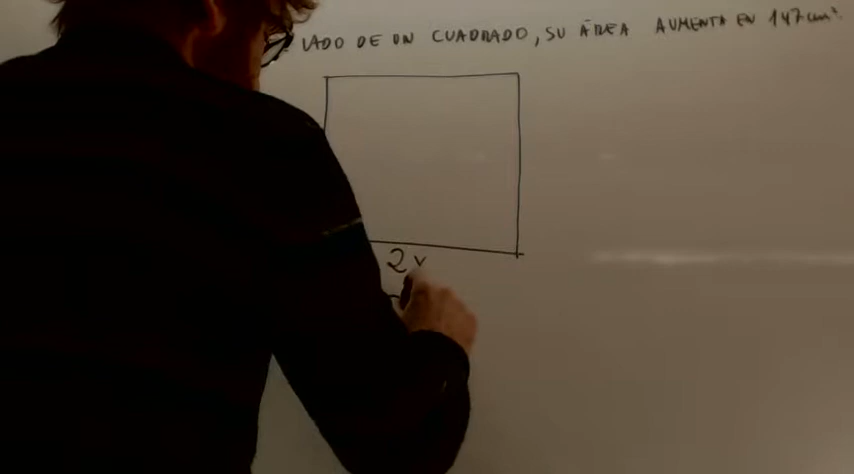 LADO DE UN CUADRADO, SU ÁREA AUMENTA EN 147 cm².
2x